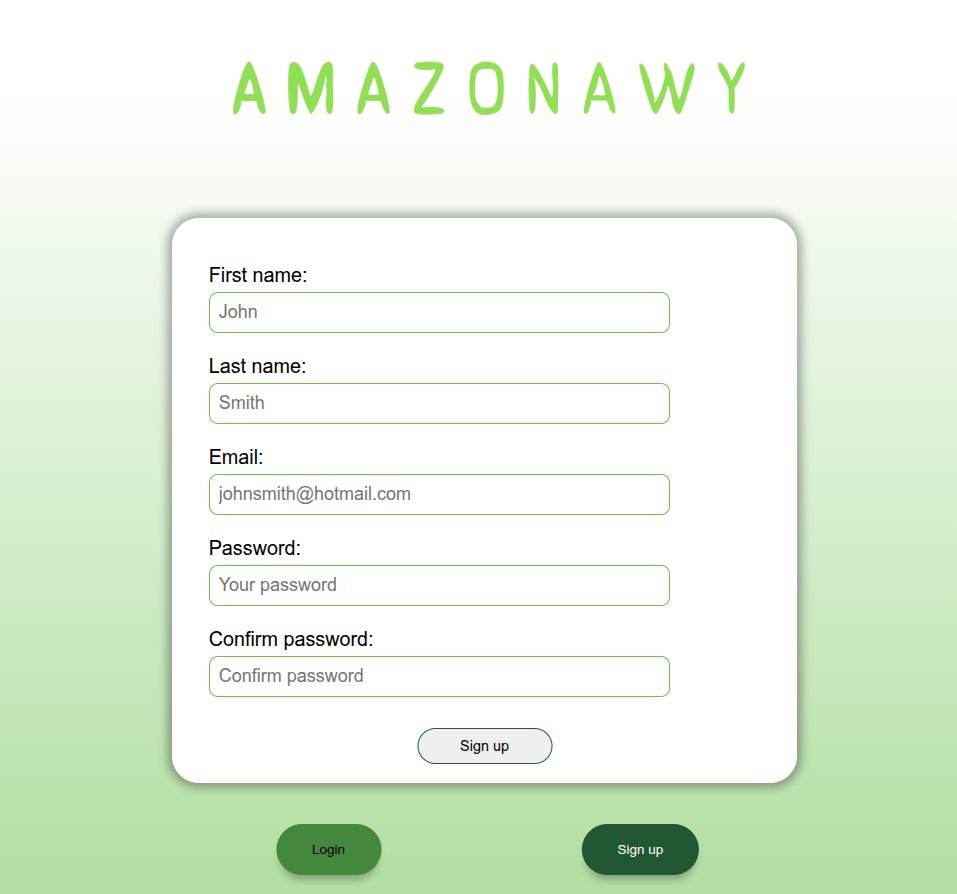 AMAZONAWY
First name:
John
Last name:
Smith
Email:
johnsmith@hotmail.com
Password:
Your password
Confirm password:
Confirm password
Sign up
Login Sign up